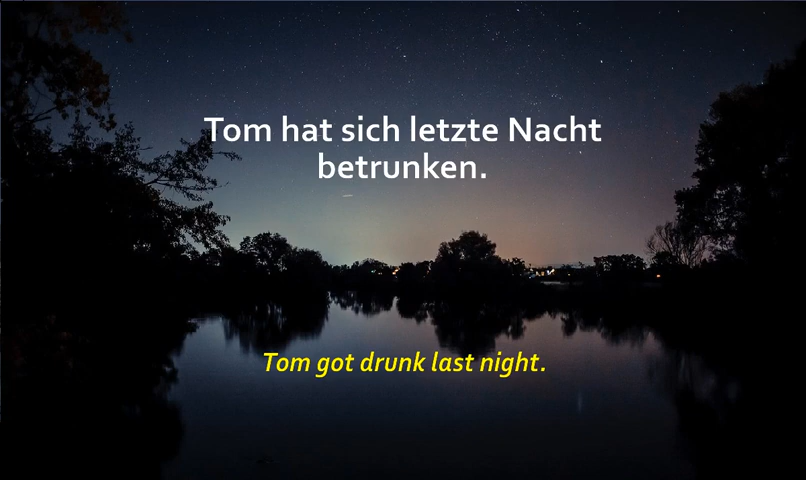 Tom hat sich letzte Nacht
betrunken.
Tom got drunk last night.